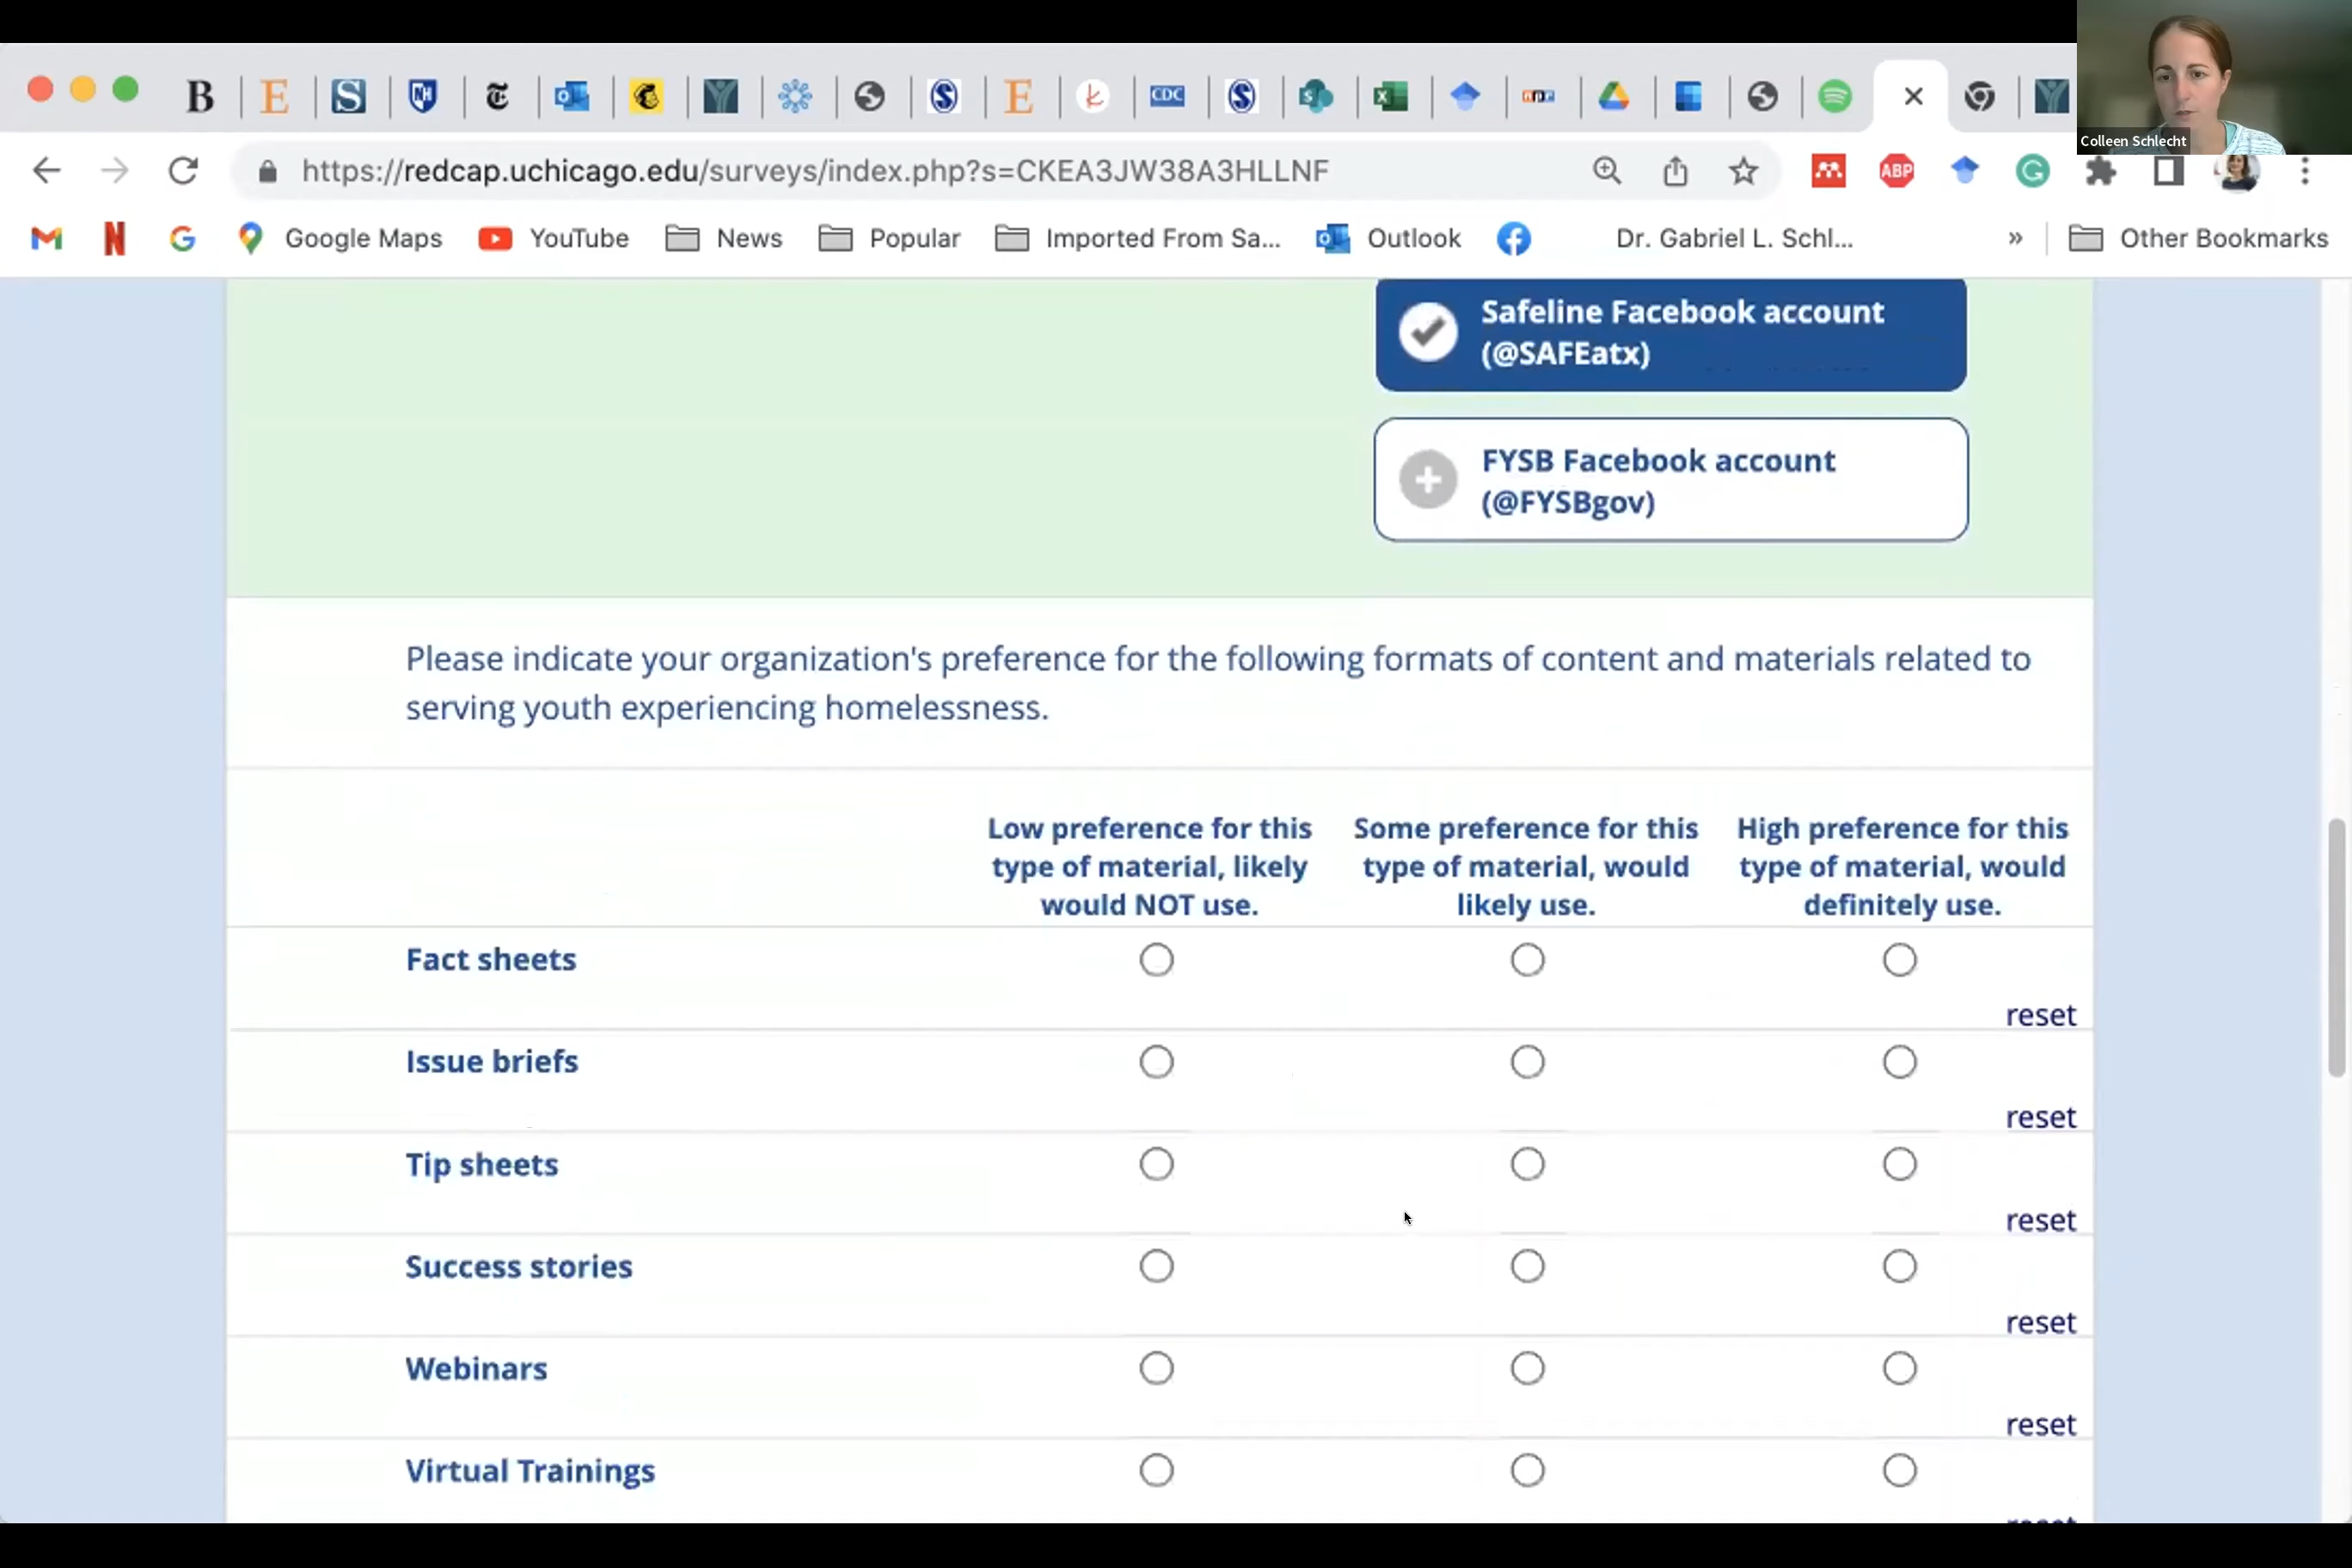 Colleen Schlecht
B E S NH CDC S E S
https://redcap.uchicago.edu/surveys/index.php?s=CKEA3JW38A3HLLNF
ABP
Google Maps YouTube News Popular Imported From Sa... Outlook Dr. Gabriel L. Schl... » Other Bookmarks
Safeline Facebook account
(@SAFEatx)
FYSB Facebook account
(@FYSBgov)
Please indicate your organization's preference for the following formats of content and materials related to
serving youth experiencing homelessness.
Low preference for this
type of material, likely
would NOT use.
Some preference for this
type of material, would
likely use.
High preference for this
type of material, would
definitely use.
Fact sheets
reset
Issue briefs
reset
Tip sheets
reset
Success stories
reset
Webinars
reset
Virtual Trainings